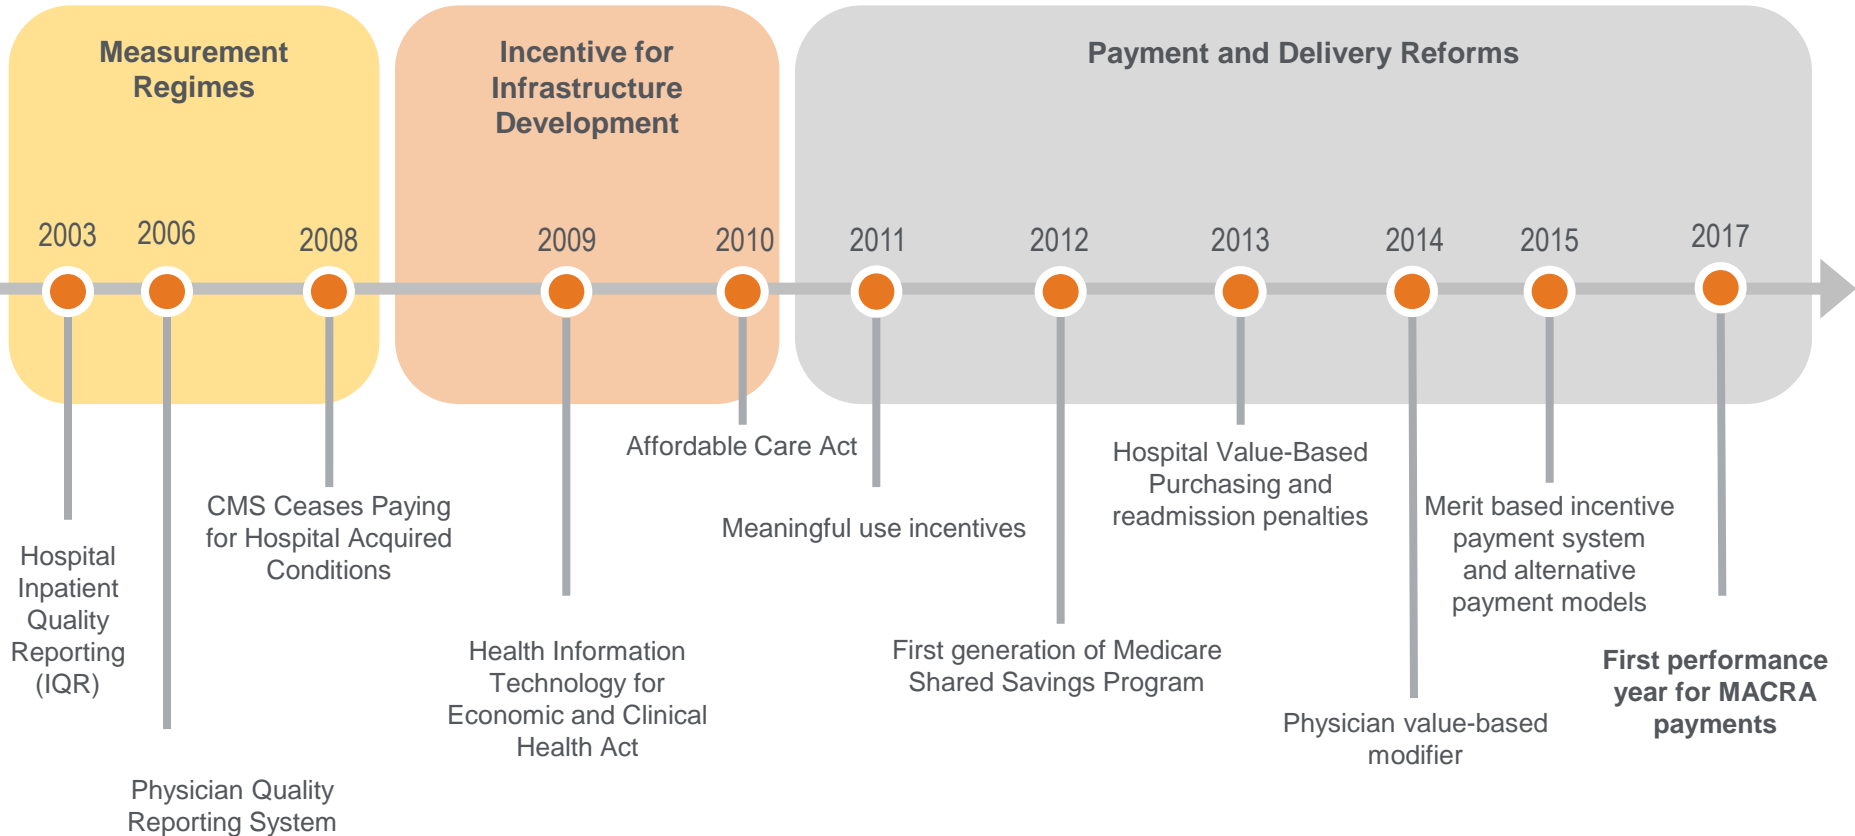 Measurement
Regimes
Incentive for
Infrastructure
Development
Payment and Delivery Reforms
2003
2006
2008
2009
2010
2011
2012
2013
2014
2015
2017
Hospital
Inpatient
Quality
Reporting
(IQR)
Physician Quality
Reporting System
CMS Ceases Paying
for Hospital Acquired
Conditions
Health Information
Technology for
Economic and Clinical
Health Act
Affordable Care Act
Meaningful use incentives
First generation of Medicare
Shared Savings Program
Hospital Value-Based
Purchasing and
readmission penalties
Physician value-based
modifier
Merit based incentive
payment system
and alternative
payment models
First performance
year for MACRA
payments